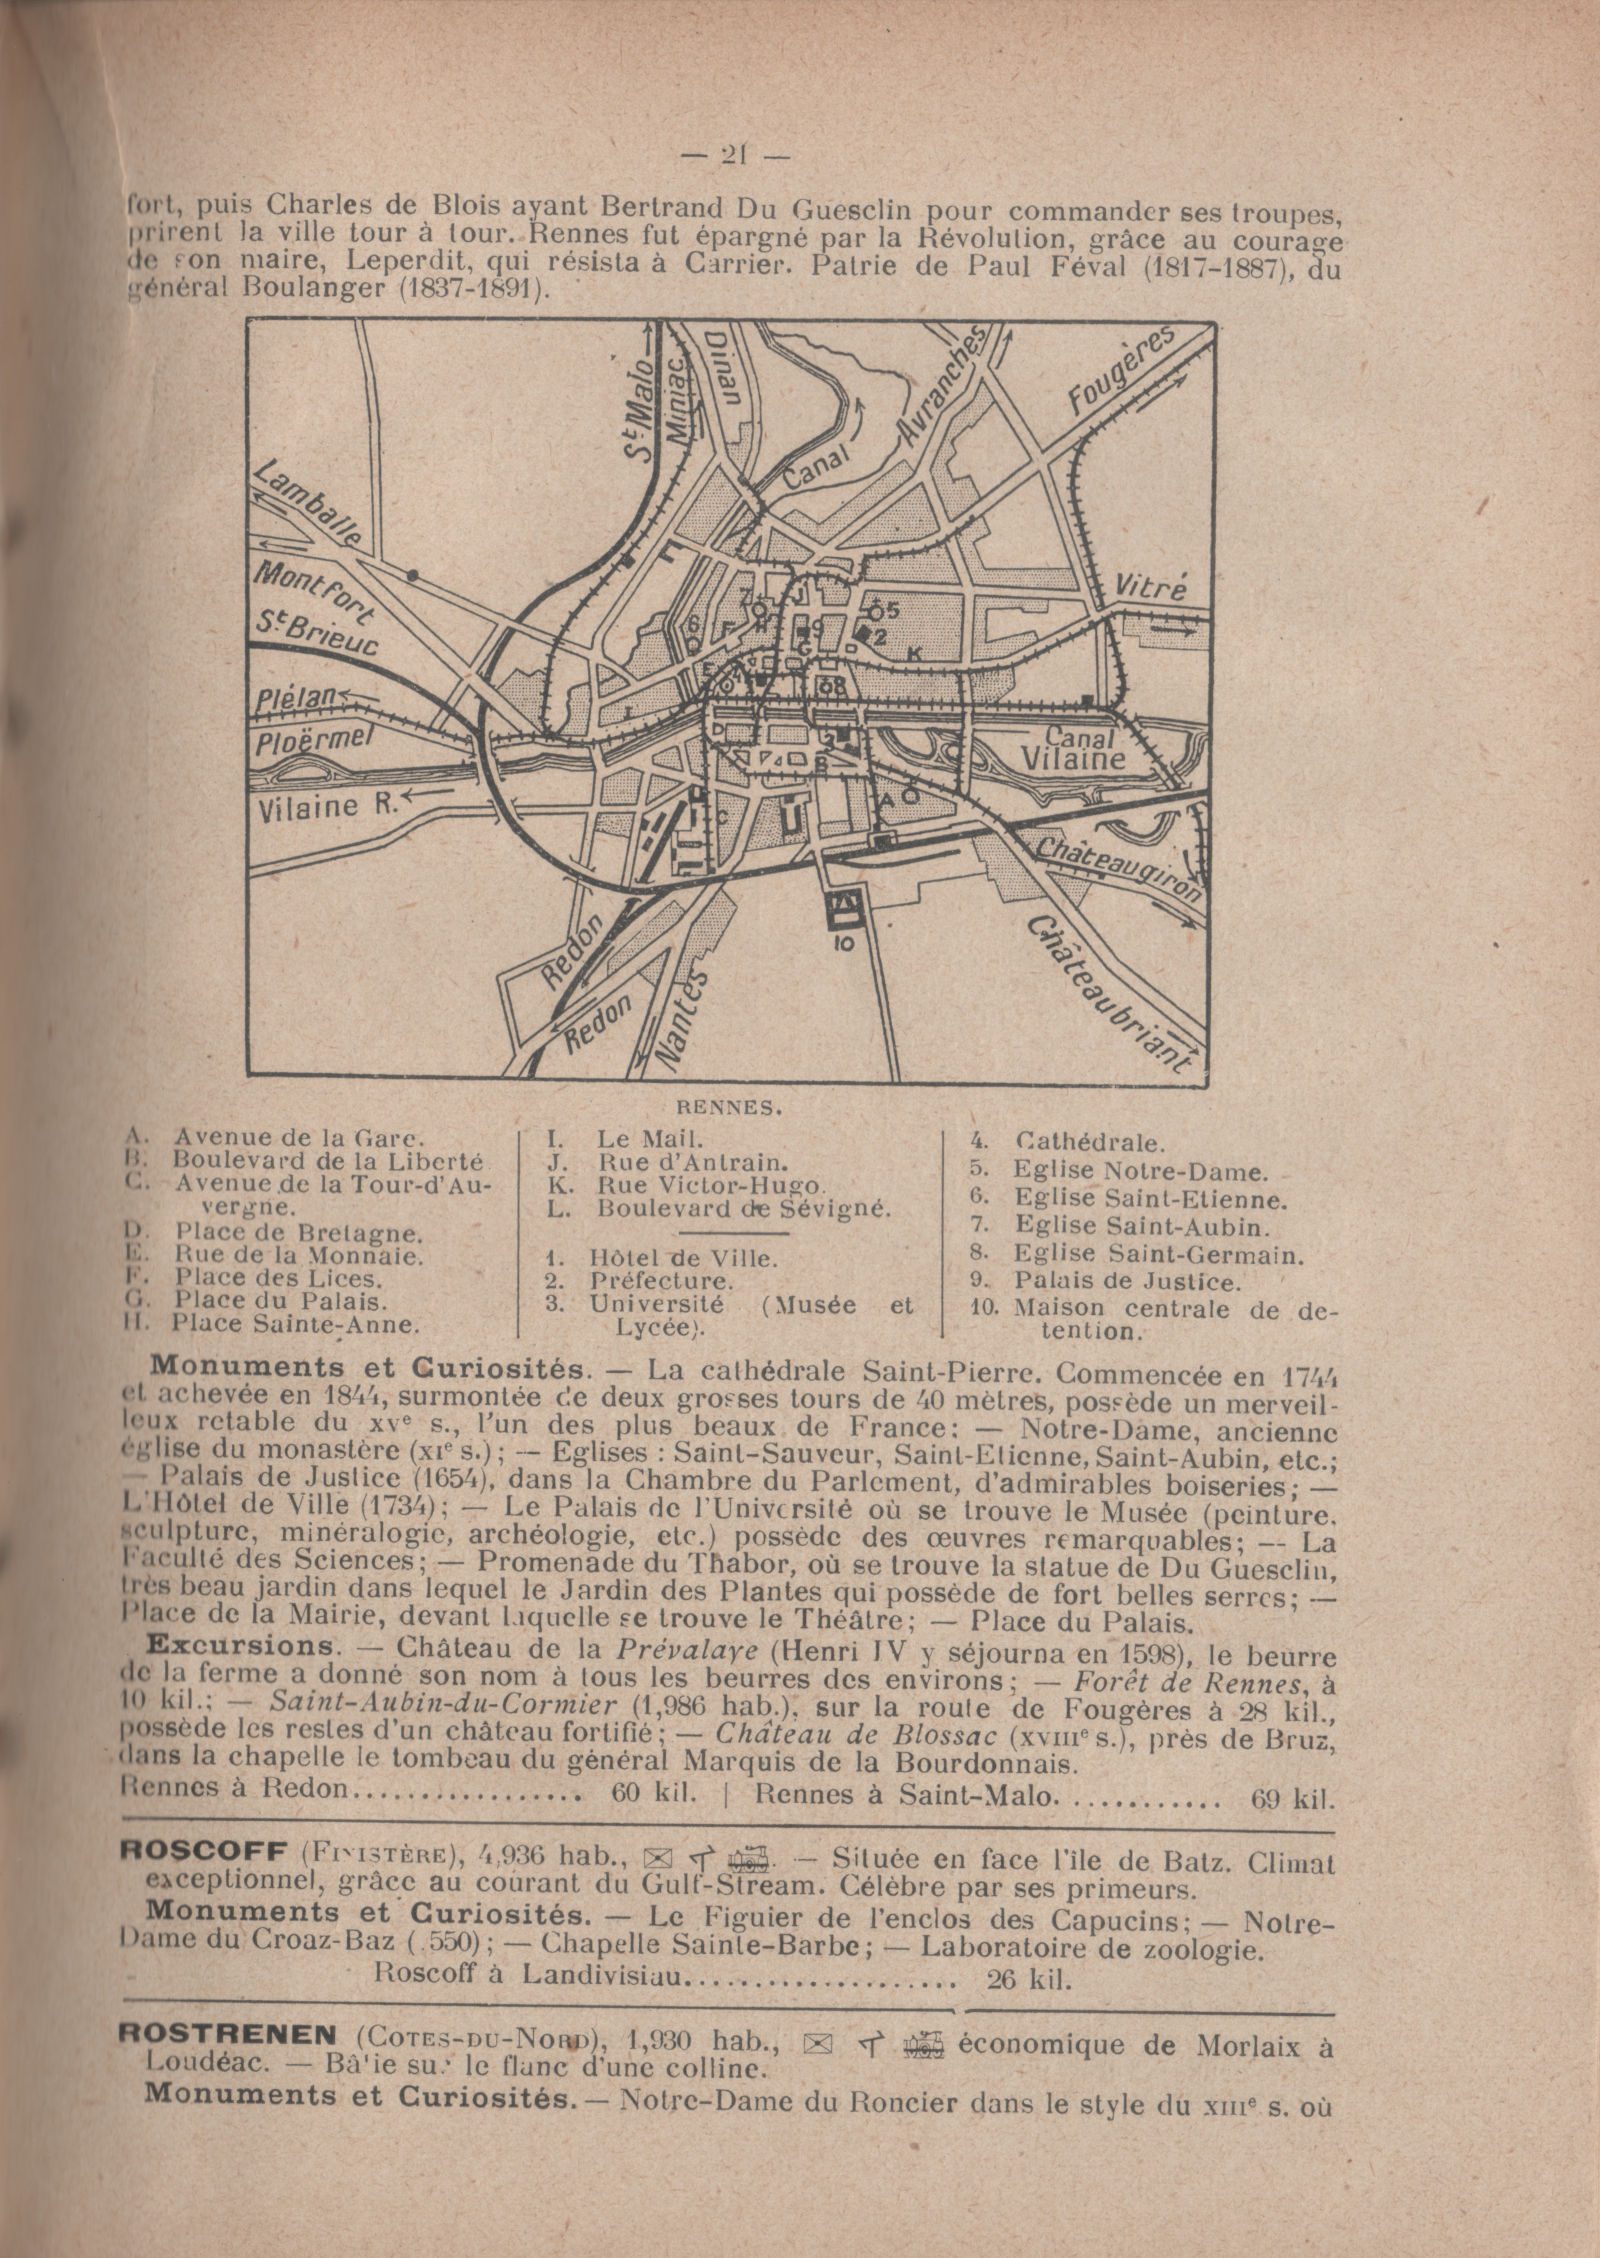 — 21 —
fort, puis Charles de Blois ayant Bertrand Du Guesclin pour commander ses troupes,
prirent la ville tour à tour. Rennes fut épargné par la Révolution, grâce au courage
de son maire, Leperdit, qui résista à Carrier. Patrie de Paul Féval (1817-1887), du
général Boulanger (1837-1891).
St Malo
Miniac
Dinan
Canal
Avranches
Fougères
Lamballe
Montfort
St Brieuc
Plélan
Ploërmel
Vilaine R.
Vitré
Canal
Vilaine
Châteaugiron
Châteaubriant
Redon
Redon
Nantes
7
J
6
F
H
9
5
2
G
K
E
8
D
3
B
A
C
10
RENNES.
A. Avenue de la Gare.
B. Boulevard de la Liberté
C. Avenue de la Tour-d'Au-
vergne.
D. Place de Bretagne.
E. Rue de la Monnaie.
F. Place des Lices.
G. Place du Palais.
H. Place Sainte-Anne.
I. Le Mail.
J. Rue d'Antrain.
K. Rue Victor-Hugo.
L. Boulevard de Sévigné.
1. Hôtel de Ville.
2. Préfecture.
3. Université (Musée et
Lycée).
4. Cathédrale.
5. Eglise Notre-Dame.
6. Eglise Saint-Etienne.
7. Eglise Saint-Aubin.
8. Eglise Saint-Germain.
9. Palais de Justice.
10. Maison centrale de dé-
tention.
Monuments et Curiosités. — La cathédrale Saint-Pierre. Commencée en 1744
et achevée en 1844, surmontée de deux grosses tours de 40 mètres, possède un merveil-
leux retable du XVe s., l'un des plus beaux de France: — Notre-Dame, ancienne
église du monastère (XIe s.); — Eglises : Saint-Sauveur, Saint-Etienne, Saint-Aubin, etc.;
— Palais de Justice (1654), dans la Chambre du Parlement, d'admirables boiseries; —
L'Hôtel de Ville (1734); — Le Palais de l'Université où se trouve le Musée (peinture,
sculpture, minéralogie, archéologie, etc.) possède des œuvres remarquables; — La
Faculté des Sciences; — Promenade du Thabor, où se trouve la statue de Du Guesclin,
très beau jardin dans lequel le Jardin des Plantes qui possède de fort belles serres; —
Place de la Mairie, devant laquelle se trouve le Théâtre; — Place du Palais.
Excursions. — Château de la Prévalaye (Henri IV y séjourna en 1598), le beurre
de la ferme a donné son nom à tous les beurres des environs; — Forêt de Rennes, à
10 kil.; — Saint-Aubin-du-Cormier (1,986 hab.), sur la route de Fougères à 28 kil.,
possède les restes d'un château fortifié; — Château de Blossac (XVIIIe s.), près de Bruz,
dans la chapelle le tombeau du général Marquis de la Bourdonnais.
Rennes à Redon................. 60 kil. | Rennes à Saint-Malo............. 69 kil.
ROSCOFF (FINISTÈRE), 4,936 hab., — Située en face l'île de Batz. Climat
exceptionnel, grâce au courant du Gulf-Stream. Célèbre par ses primeurs.
Monuments et Curiosités. — Le Figuier de l'enclos des Capucins; — Notre-
Dame du Croaz-Baz ( 550); — Chapelle Sainte-Barbe; — Laboratoire de zoologie.
Roscoff à Landivisiau.................... 26 kil.
ROSTRENEN (COTES-DU-NORD), 1,930 hab., économique de Morlaix à
Loudéac. — Bâtie sur le flanc d'une colline.
Monuments et Curiosités. — Notre-Dame du Roncier dans le style du XIIIe s. où